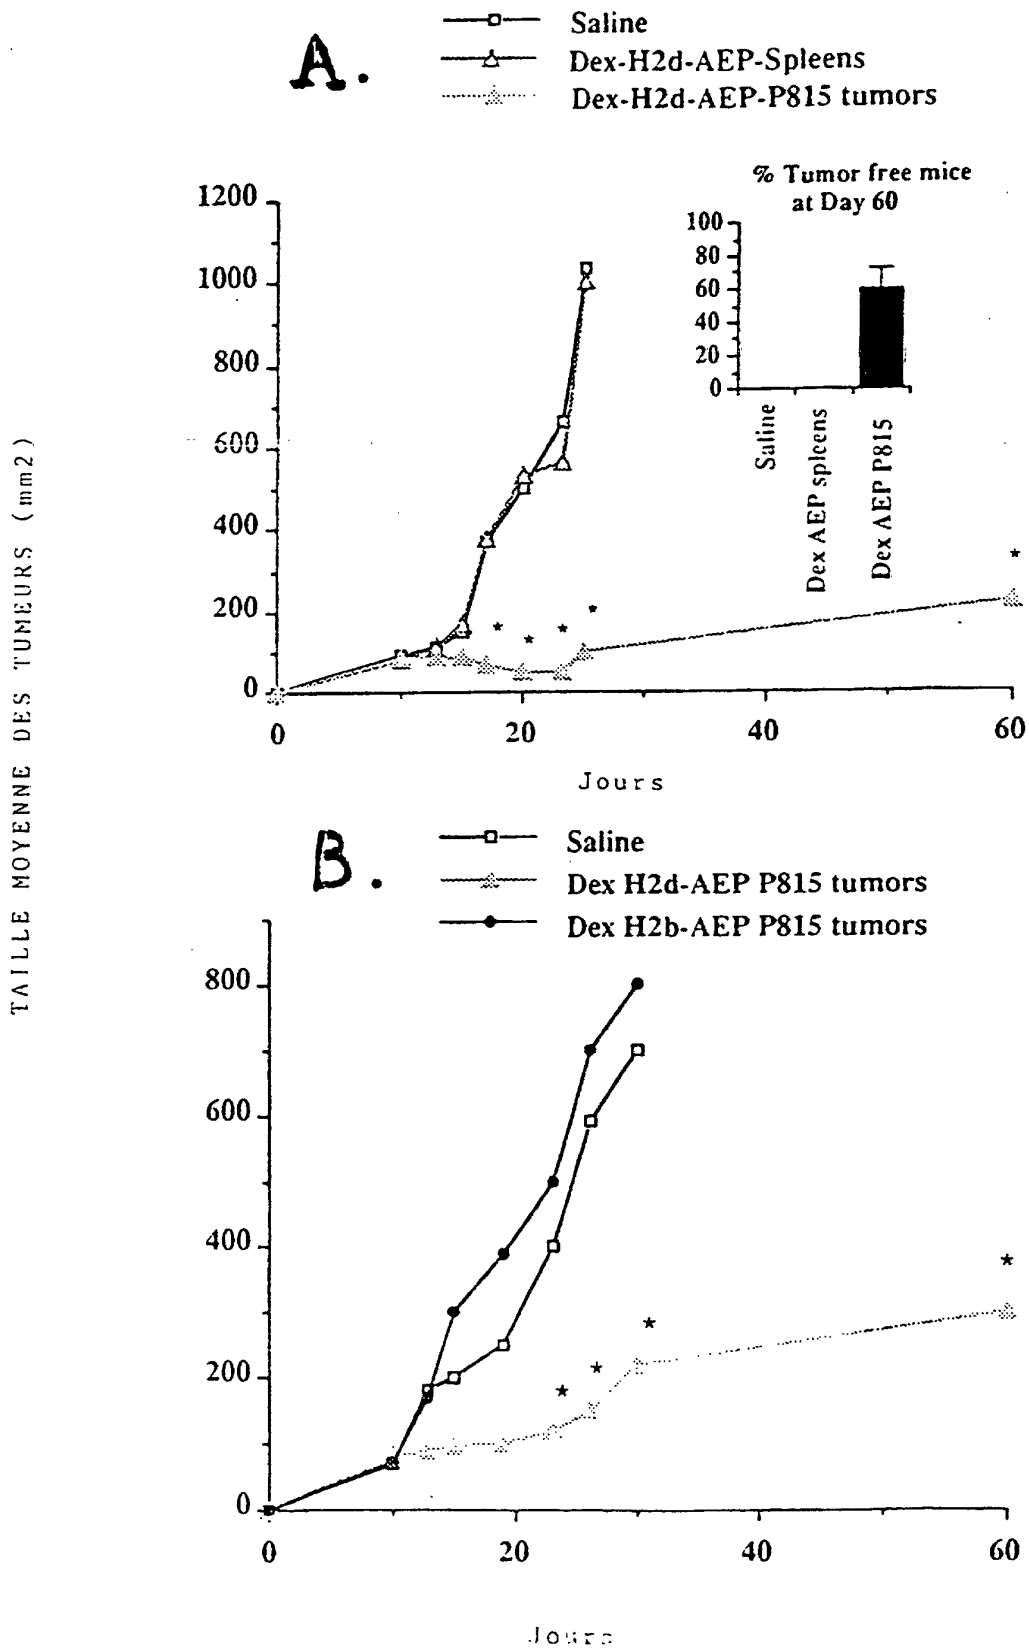 A.
Saline
Dex-H2d-AEP-Spleens
Dex-H2d-AEP-P815 tumors
TAILLE MOYENNE DES TUMEURS (mm2)
1200
1000
800
600
400
200
0
0 20 40 60
Jours
% Tumor free mice
at Day 60
100
80
60
40
20
0
Saline
Dex AEP spleens
Dex AEP P815
* * * * *
B.
Saline
Dex H2d-AEP P815 tumors
Dex H2b-AEP P815 tumors
800
600
400
200
0
* * * *
0 20 40 60
Jours